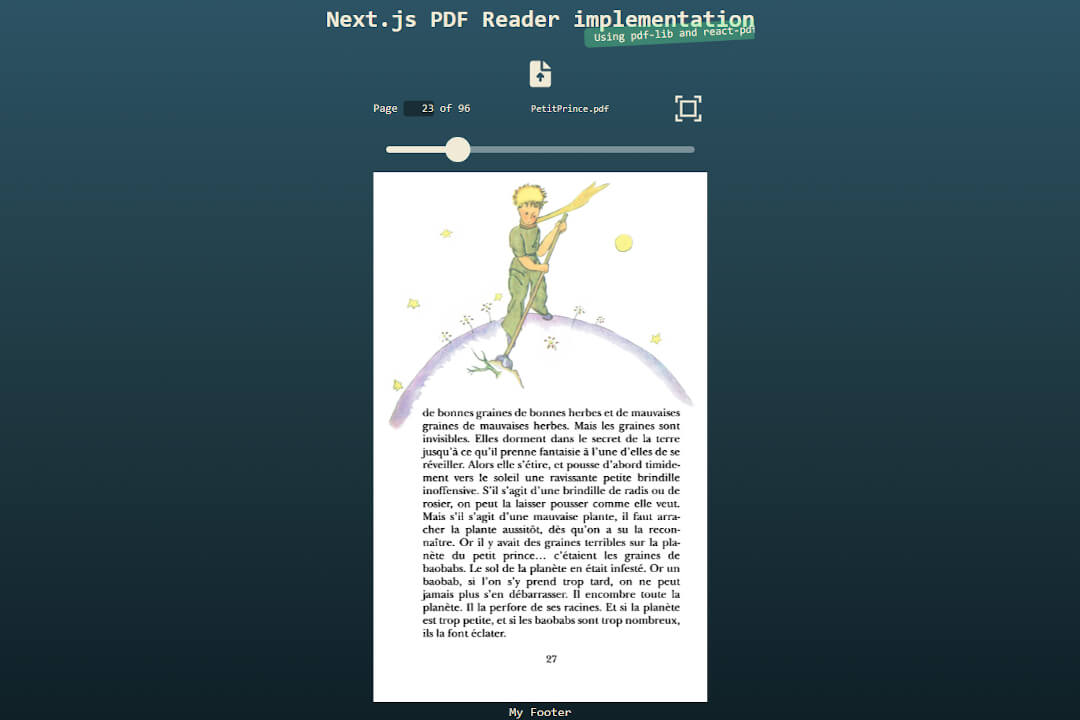 Next.js PDF Reader implementation
Using pdf-lib and react-pdf
Page 23 of 96
PetitPrince.pdf
de bonnes graines de bonnes herbes et de mauvaises
graines de mauvaises herbes. Mais les graines sont
invisibles. Elles dorment dans le secret de la terre
jusqu'à ce qu'il prenne fantaisie à l'une d'elles de se
réveiller. Alors elle s'étire, et pousse d'abord timide-
ment vers le soleil une ravissante petite brindille
inoffensive. S'il s'agit d'une brindille de radis ou de
rosier, on peut la laisser pousser comme elle veut.
Mais s'il s'agit d'une mauvaise plante, il faut arra-
cher la plante aussitôt, dès qu'on a su la recon-
naître. Or il y avait des graines terribles sur la pla-
nète du petit prince... c'étaient les graines de
baobabs. Le sol de la planète en était infesté. Or un
baobab, si l'on s'y prend trop tard, on ne peut
jamais plus s'en débarrasser. Il encombre toute la
planète. Il la perfore de ses racines. Et si la planète
est trop petite, et si les baobabs sont trop nombreux,
ils la font éclater.
27
My Footer